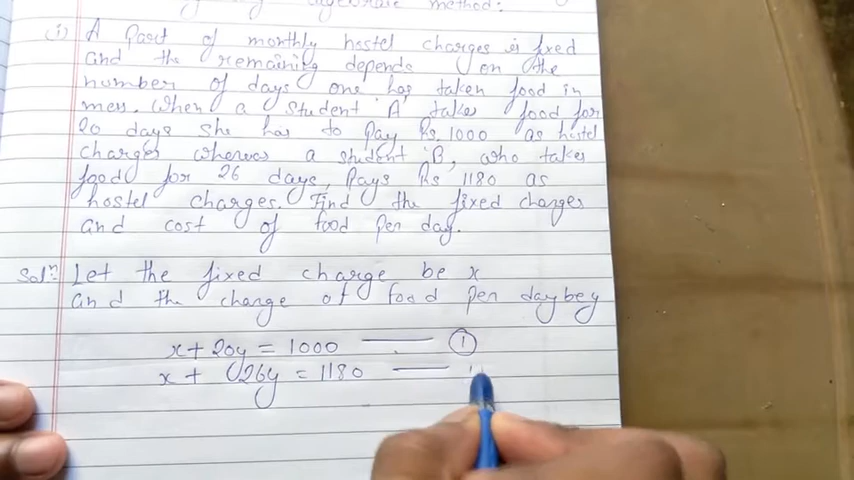 algebraic method:
(i) A part of monthly hostel charges is fixed
and the remaining depends on the
number of days one has taken food in
mess. When a student 'A' takes food for
20 days she has to pay Rs. 1000 as hostel
charges whereas a student 'B', who takes
food for 26 days, pays Rs 1180 as
hostel charges. Find the fixed charges
and cost of food per day.
Solⁿ: Let the fixed charge be x
and the charge of food per day be y
x + 20y = 1000 —— ①
x + 26y = 1180 ——